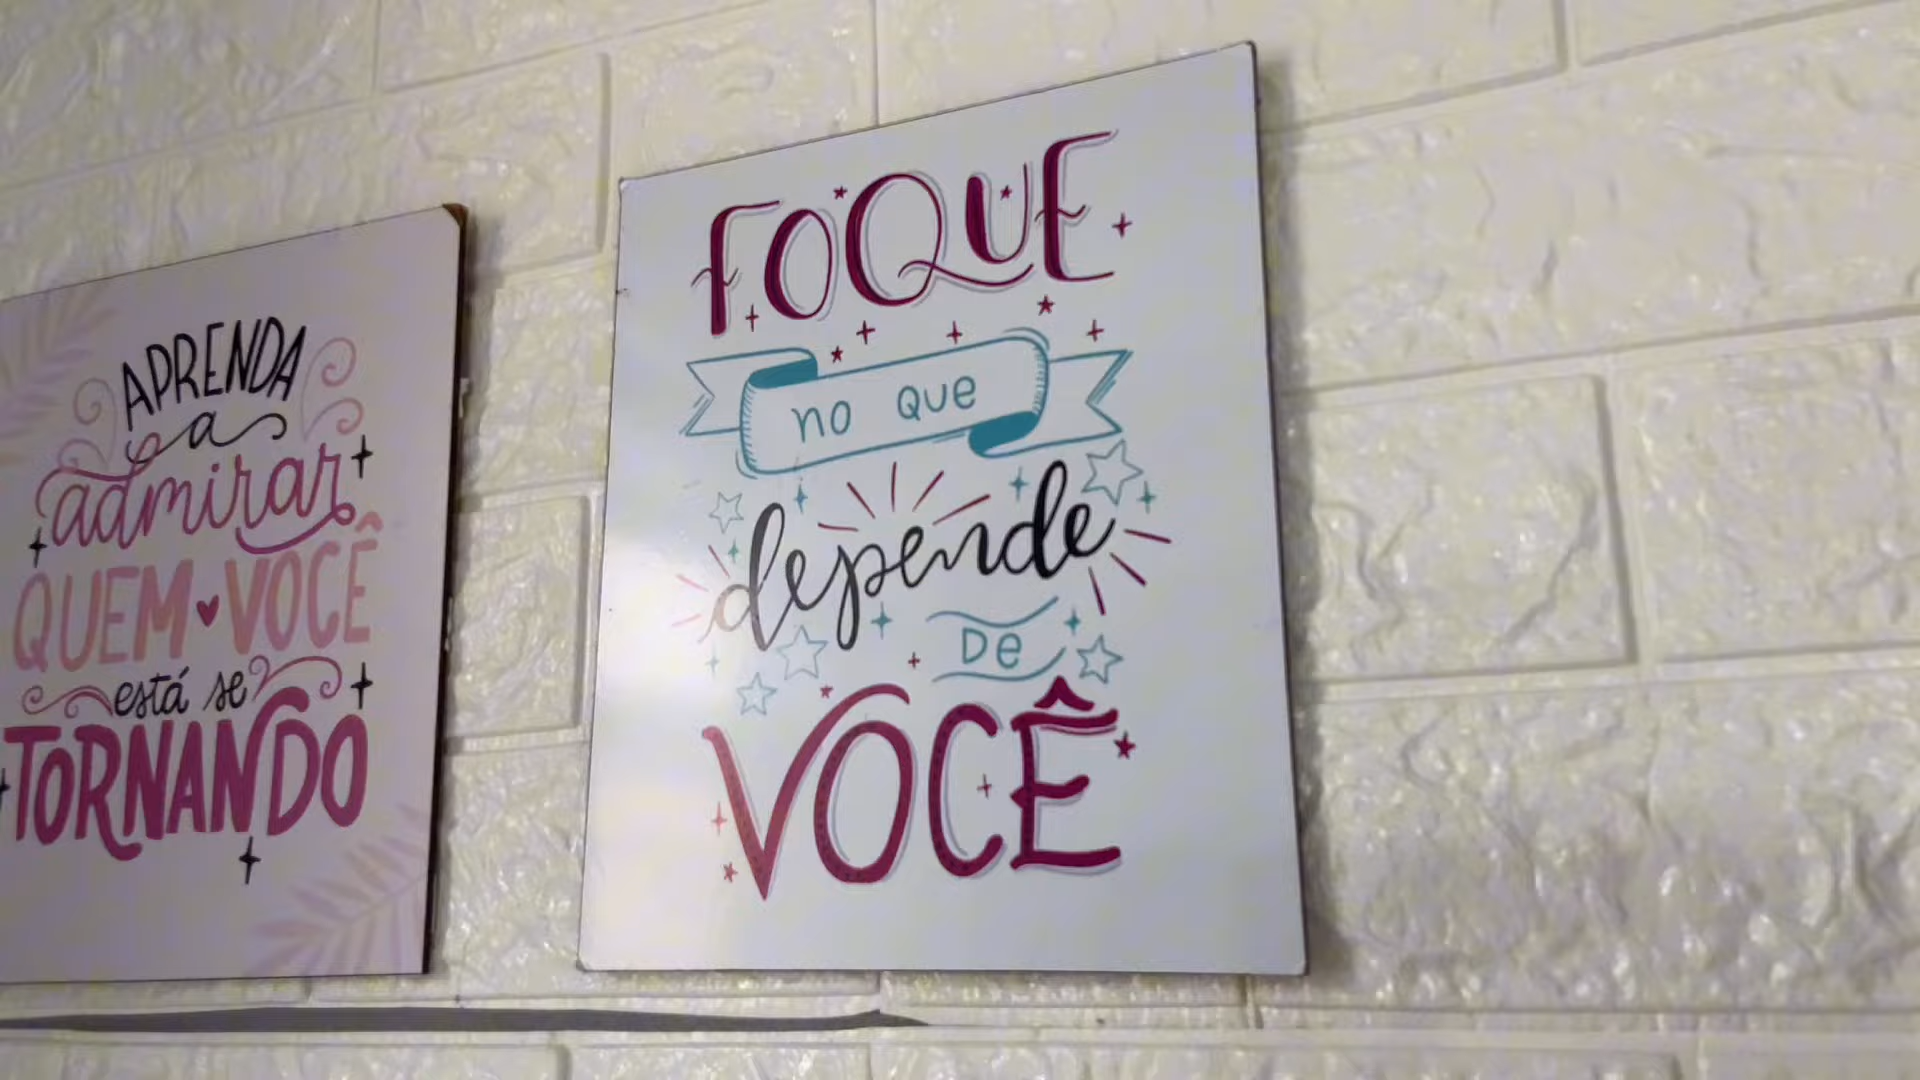 APRENDA
a
admirar
QUEM VOCÊ
está se
TORNANDO
FOQUE
no que
depende
DE
VOCÊ